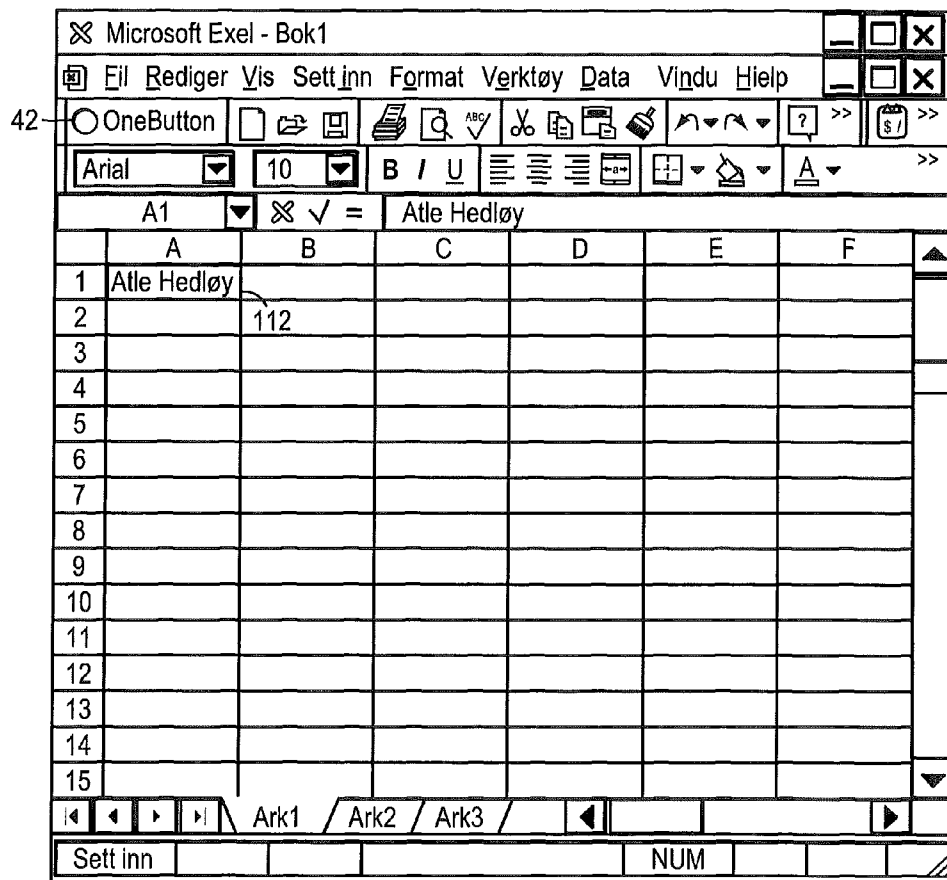 Microsoft Exel - Bok1
Fil Rediger Vis Sett inn Format Verktøy Data Vindu Hielp
42 OneButton ABC ? >> $ / >>
Arial 10 B I U a A >>
A1 = Atle Hedløy
A B C D E F
1 Atle Hedløy
2 112
3
4
5
6
7
8
9
10
11
12
13
14
15
Ark1 Ark2 Ark3
Sett inn NUM